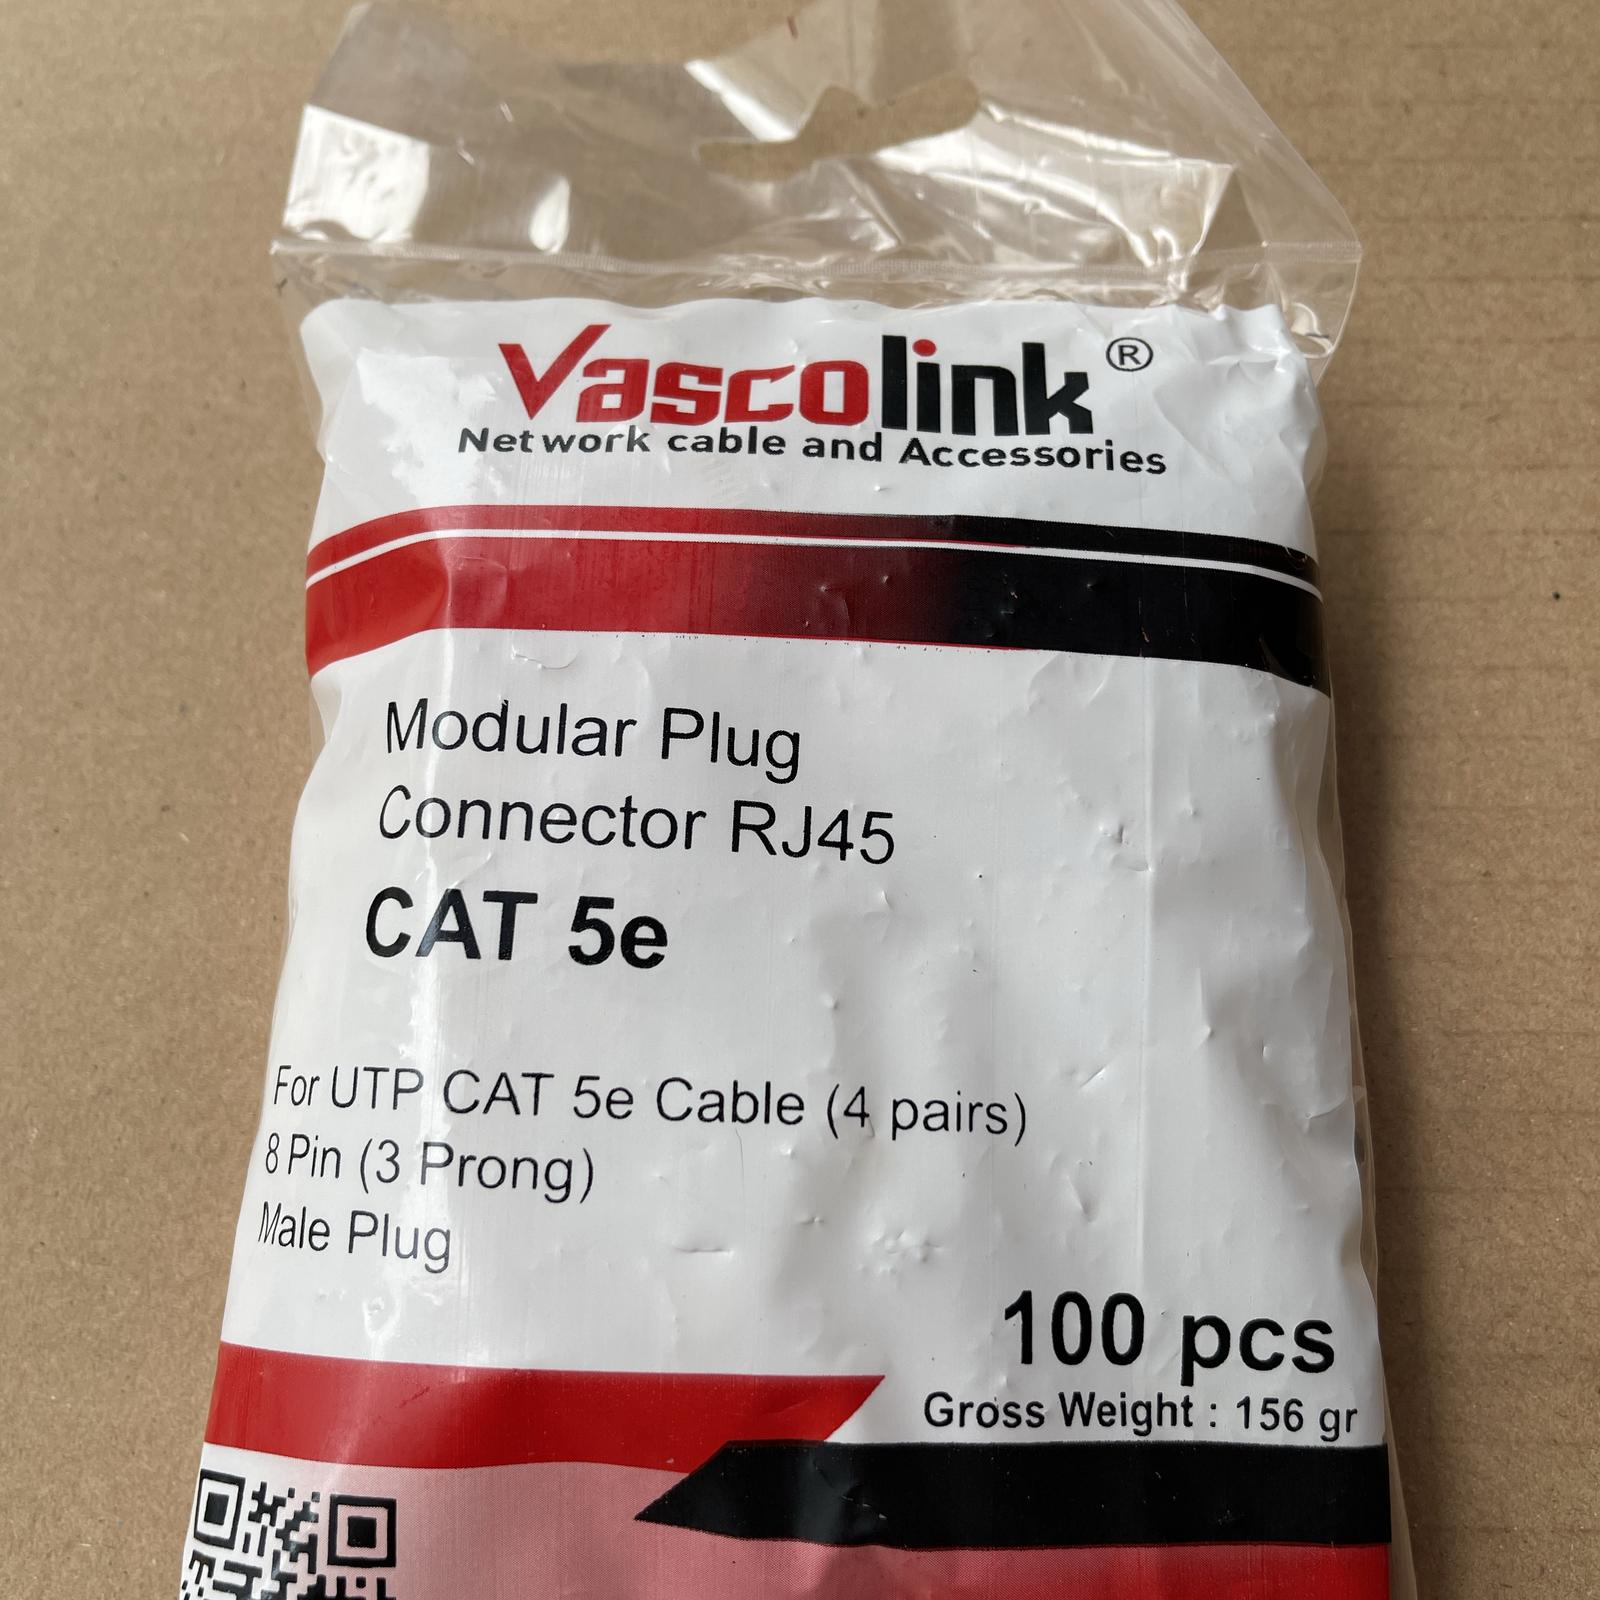 Vascolink ®
Network cable and Accessories
Modular Plug
Connector RJ45
CAT 5e
For UTP CAT 5e Cable (4 pairs)
8 Pin (3 Prong)
Male Plug
100 pcs
Gross Weight : 156 gr